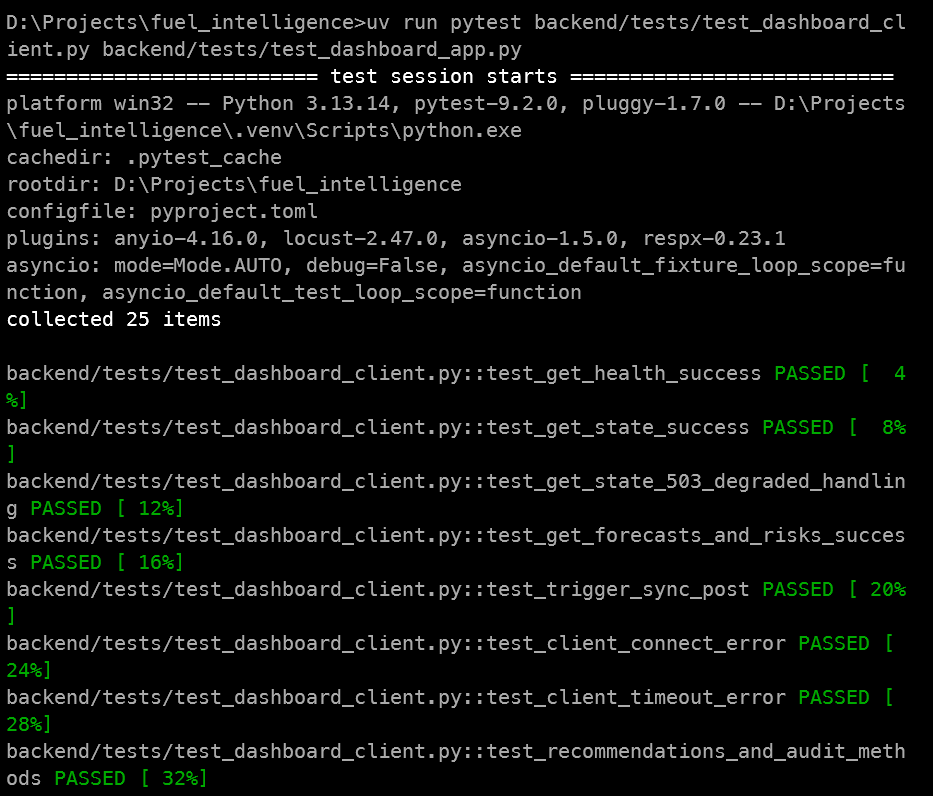 D:\Projects\fuel_intelligence>uv run pytest backend/tests/test_dashboard_cl
ient.py backend/tests/test_dashboard_app.py
========================== test session starts ===========================
platform win32 -- Python 3.13.14, pytest-9.2.0, pluggy-1.7.0 -- D:\Projects
\fuel_intelligence\.venv\Scripts\python.exe
cachedir: .pytest_cache
rootdir: D:\Projects\fuel_intelligence
configfile: pyproject.toml
plugins: anyio-4.16.0, locust-2.47.0, asyncio-1.5.0, respx-0.23.1
asyncio: mode=Mode.AUTO, debug=False, asyncio_default_fixture_loop_scope=fu
nction, asyncio_default_test_loop_scope=function
collected 25 items

backend/tests/test_dashboard_client.py::test_get_health_success PASSED [  4
%]
backend/tests/test_dashboard_client.py::test_get_state_success PASSED [  8%
]
backend/tests/test_dashboard_client.py::test_get_state_503_degraded_handlin
g PASSED [ 12%]
backend/tests/test_dashboard_client.py::test_get_forecasts_and_risks_succes
s PASSED [ 16%]
backend/tests/test_dashboard_client.py::test_trigger_sync_post PASSED [ 20%
]
backend/tests/test_dashboard_client.py::test_client_connect_error PASSED [
24%]
backend/tests/test_dashboard_client.py::test_client_timeout_error PASSED [
28%]
backend/tests/test_dashboard_client.py::test_recommendations_and_audit_meth
ods PASSED [ 32%]